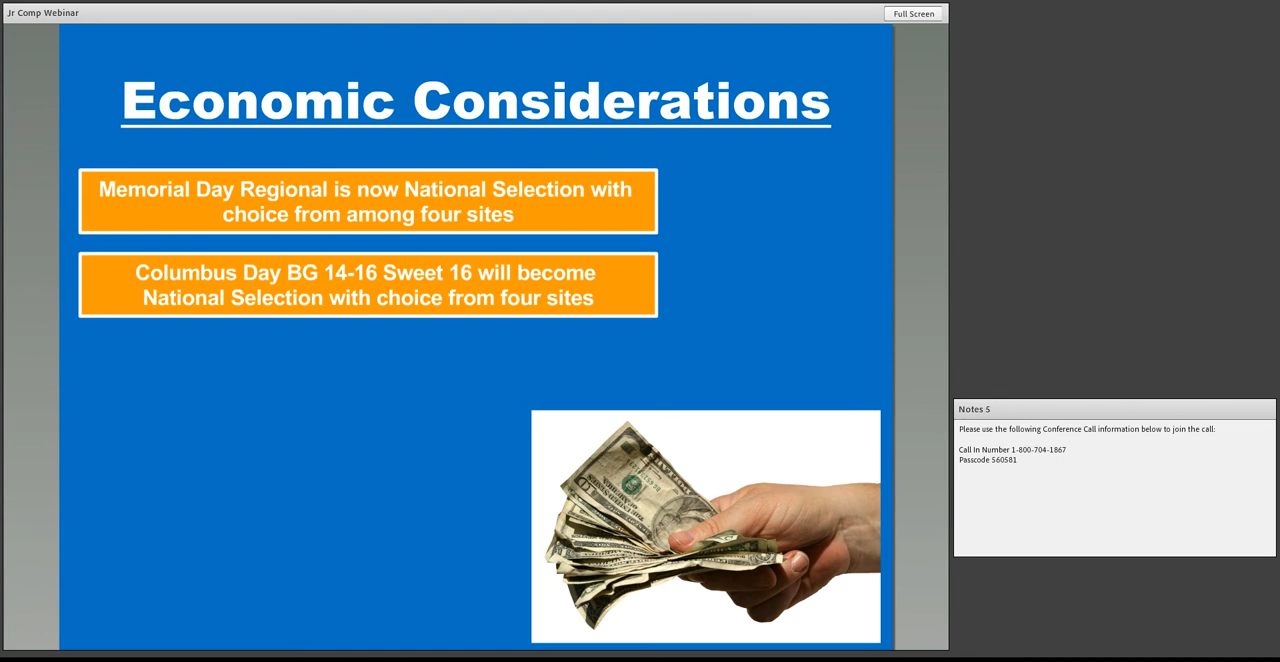 Jr Comp Webinar
Full Screen
Economic Considerations
Memorial Day Regional is now National Selection with
choice from among four sites
Columbus Day BG 14-16 Sweet 16 will become
National Selection with choice from four sites
Notes 5
Please use the following Conference Call information below to join the call:
Call In Number 1-800-704-1867
Passcode 560581